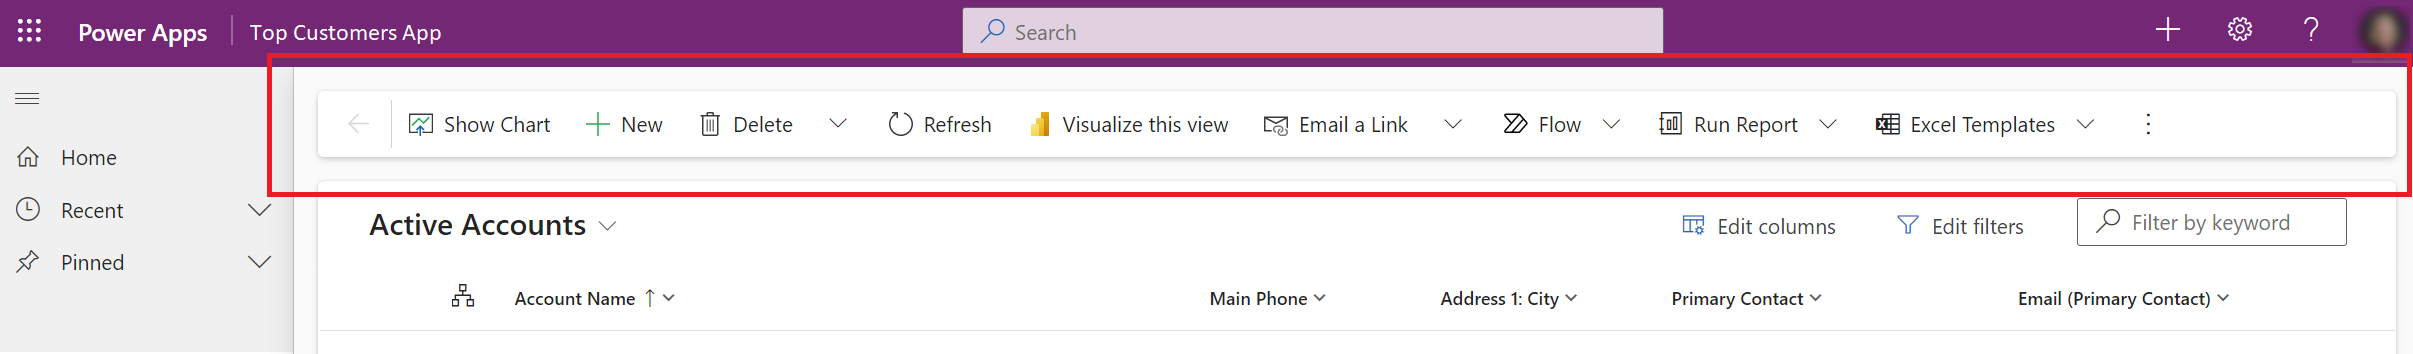 Power Apps Top Customers App Search
Show Chart New Delete Refresh Visualize this view Email a Link Flow Run Report Excel Templates
Home
Recent
Pinned
Active Accounts Edit columns Edit filters Filter by keyword
Account Name Main Phone Address 1: City Primary Contact Email (Primary Contact)